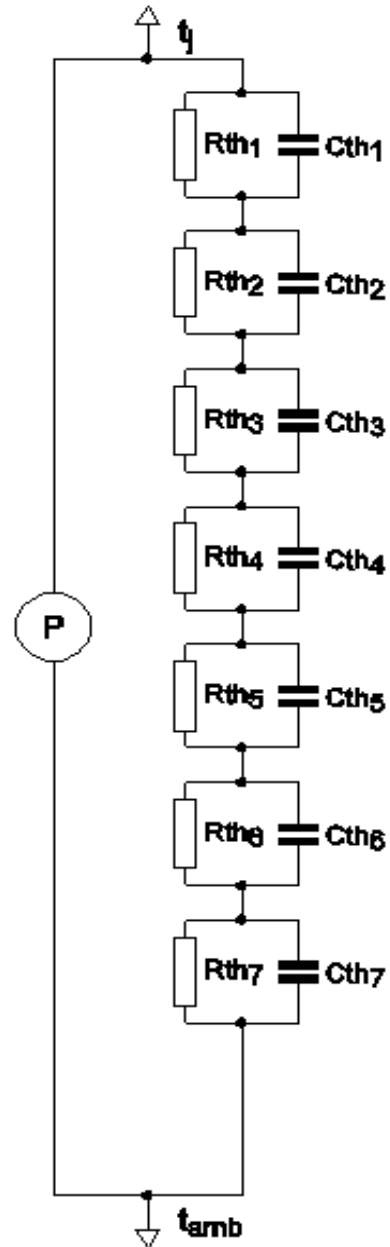 tj
Rth1 Cth1
Rth2 Cth2
Rth3 Cth3
Rth4 Cth4
P
Rth5 Cth5
Rth6 Cth6
Rth7 Cth7
tamb